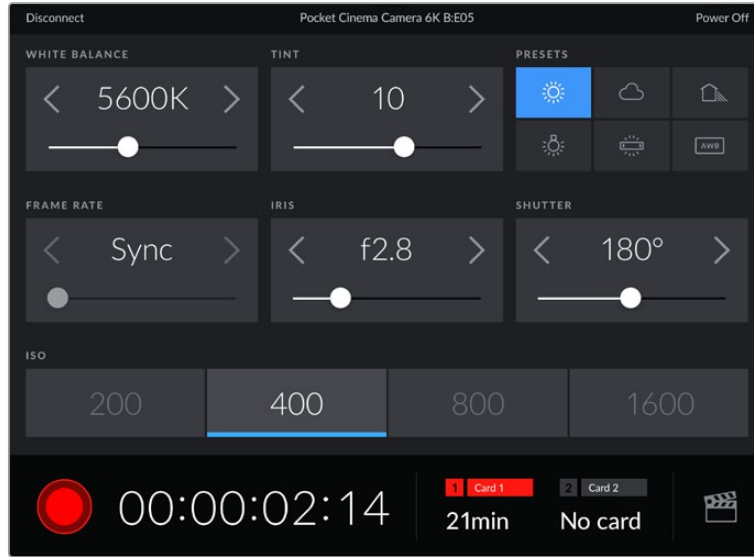 Disconnect Pocket Cinema Camera 6K B:E05 Power Off
WHITE BALANCE TINT PRESETS
5600K 10
AWB
FRAME RATE IRIS SHUTTER
Sync f2.8 180°
ISO
200 400 800 1600
00:00:02:14
1 Card 1 2 Card 2
21min No card